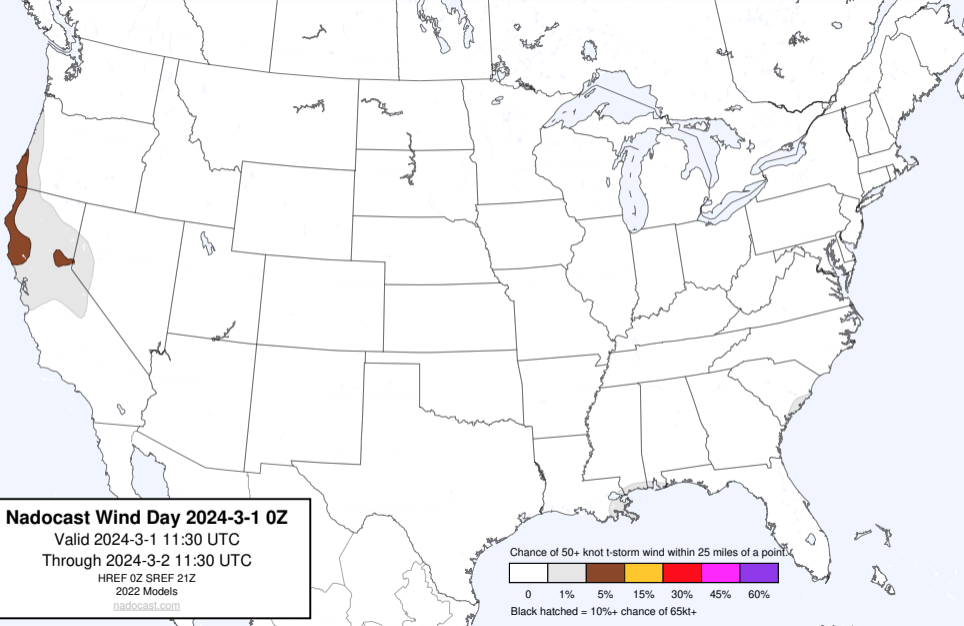 Nadocast Wind Day 2024-3-1 0Z
Valid 2024-3-1 11:30 UTC
Through 2024-3-2 11:30 UTC
HREF 0Z SREF 21Z
2022 Models
nadocast.com
Chance of 50+ knot t-storm wind within 25 miles of a point.
0 1% 5% 15% 30% 45% 60%
Black hatched = 10%+ chance of 65kt+